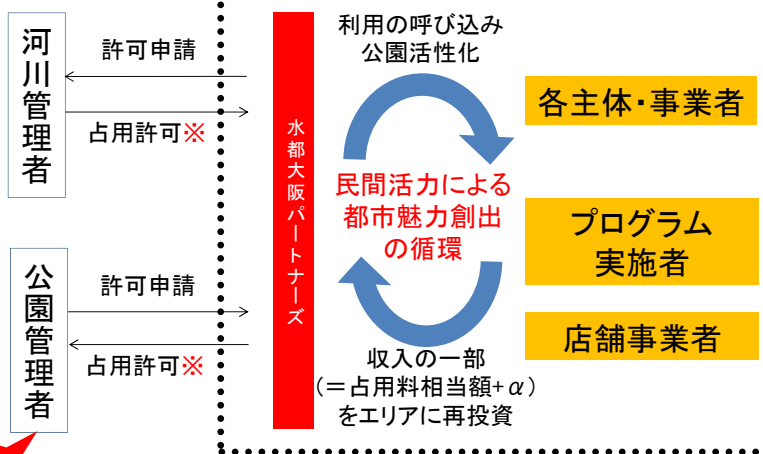 河川管理者
許可申請
占用許可※
公園管理者
許可申請
占用許可※
水都大阪パートナーズ
利用の呼び込み
公園活性化
民間活力による
都市魅力創出
の循環
収入の一部
(＝占用料相当額+α)
をエリアに再投資
各主体・事業者
プログラム
実施者
店舗事業者